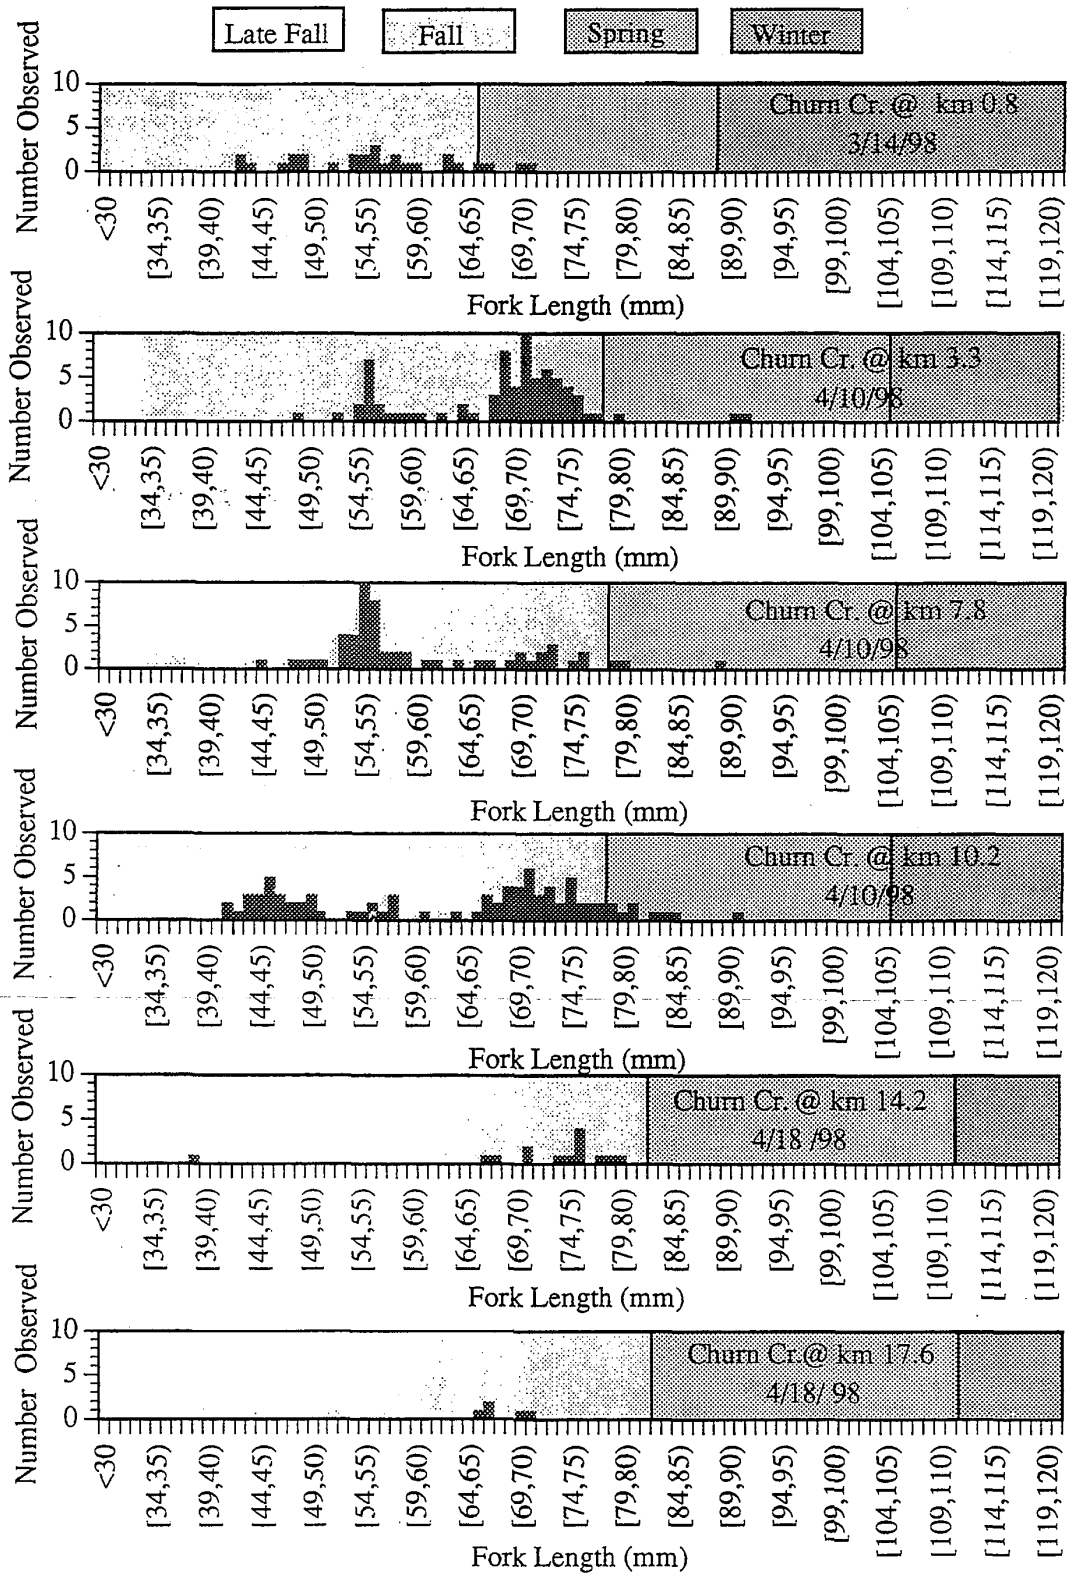 Late Fall Fall Spring Winter
Number Observed
10
5
0
Churn Cr. @ km 0.8
3/14/98
<30 [34,35) [39,40) [44,45) [49,50) [54,55) [59,60) [64,65) [69,70) [74,75) [79,80) [84,85) [89,90) [94,95) [99,100) [104,105) [109,110) [114,115) [119,120)
Fork Length (mm)
Number Observed
10
5
0
Churn Cr. @ km 3.3
4/10/98
<30 [34,35) [39,40) [44,45) [49,50) [54,55) [59,60) [64,65) [69,70) [74,75) [79,80) [84,85) [89,90) [94,95) [99,100) [104,105) [109,110) [114,115) [119,120)
Fork Length (mm)
Number Observed
10
5
0
Churn Cr. @ km 7.8
4/10/98
<30 [34,35) [39,40) [44,45) [49,50) [54,55) [59,60) [64,65) [69,70) [74,75) [79,80) [84,85) [89,90) [94,95) [99,100) [104,105) [109,110) [114,115) [119,120)
Fork Length (mm)
Number Observed
10
5
0
Churn Cr. @ km 10.2
4/10/98
<30 [34,35) [39,40) [44,45) [49,50) [54,55) [59,60) [64,65) [69,70) [74,75) [79,80) [84,85) [89,90) [94,95) [99,100) [104,105) [109,110) [114,115) [119,120)
Fork Length (mm)
Number Observed
10
5
0
Churn Cr. @ km 14.2
4/18 /98
<30 [34,35) [39,40) [44,45) [49,50) [54,55) [59,60) [64,65) [69,70) [74,75) [79,80) [84,85) [89,90) [94,95) [99,100) [104,105) [109,110) [114,115) [119,120)
Fork Length (mm)
Number Observed
10
5
0
Churn Cr.@ km 17.6
4/18/ 98
<30 [34,35) [39,40) [44,45) [49,50) [54,55) [59,60) [64,65) [69,70) [74,75) [79,80) [84,85) [89,90) [94,95) [99,100) [104,105) [109,110) [114,115) [119,120)
Fork Length (mm)